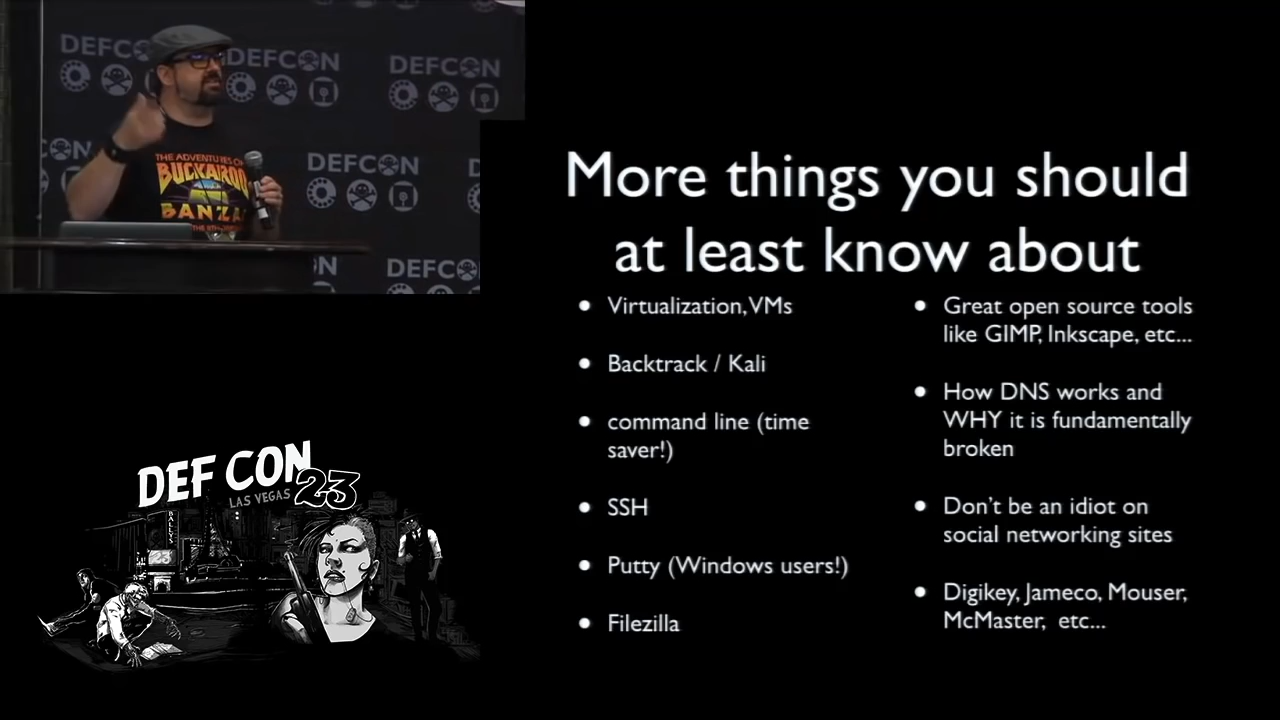 DEFCON
DEFCON
DEFCON
DEFCON
DEFCON
THE ADVENTURES OF
BUCKAROO
BANZAI
More things you should
at least know about
• Virtualization, VMs
• Backtrack / Kali
• command line (time
saver!)
• SSH
• Putty (Windows users!)
• Filezilla
• Great open source tools
like GIMP, Inkscape, etc...
• How DNS works and
WHY it is fundamentally
broken
• Don't be an idiot on
social networking sites
• Digikey, Jameco, Mouser,
McMaster, etc...
DEF CON
LAS VEGAS 23
BALLYS